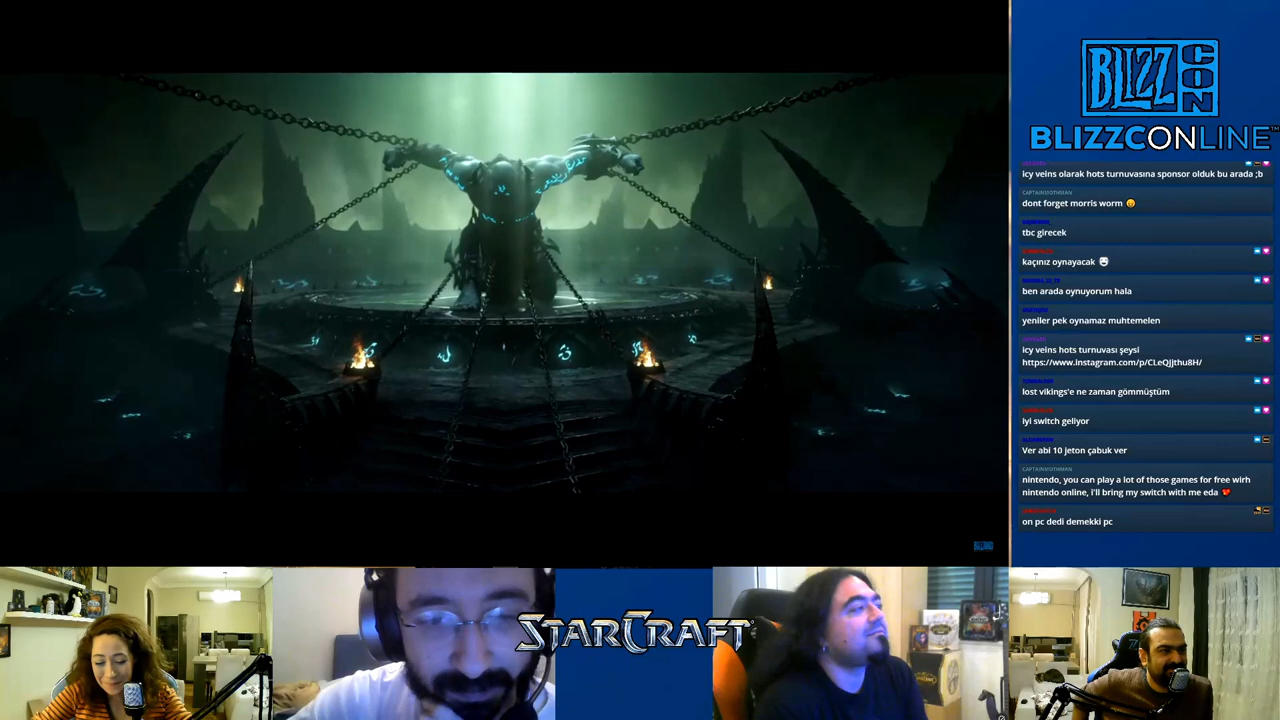 BLIZZ
CON
BLIZZCONLINE™
icy veins olarak hots turnuvasına sponsor olduk bu arada ;b
CAPTAINMOTHMAN
dont forget morris worm
tbc girecek
kaçınız oynayacak
ben arada oynuyorum hala
yeniler pek oynamaz muhtemelen
icy veins hots turnuvası şeysi
https://www.instagram.com/p/CLeQJjthu8H/
lost vikings'e ne zaman gömmüştüm
iyi switch geliyor
Ver abi 10 jeton çabuk ver
CAPTAINMOTHMAN
nintendo, you can play a lot of those games for free wirh
nintendo online, i'll bring my switch with me eda
on pc dedi demekki pc
STARCRAFT